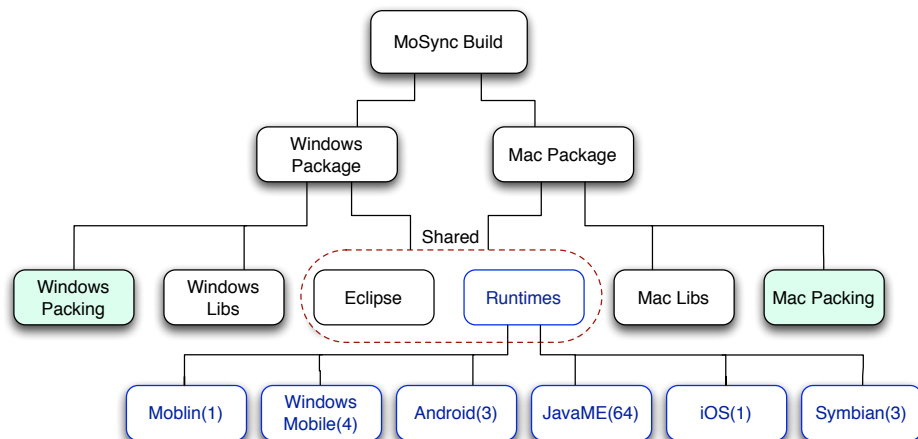 MoSync Build
Windows
Package
Mac Package
Shared
Windows
Packing
Windows
Libs
Eclipse
Runtimes
Mac Libs
Mac Packing
Moblin(1)
Windows
Mobile(4)
Android(3)
JavaME(64)
iOS(1)
Symbian(3)